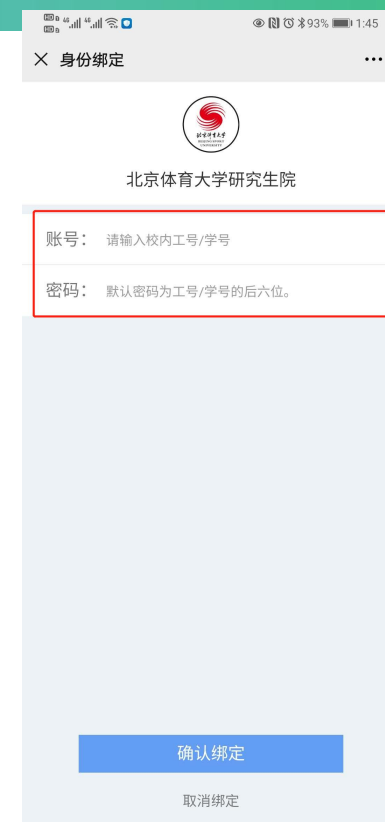 93% 1:45
身份绑定
北京体育大学研究生院
账号： 请输入校内工号/学号
密码： 默认密码为工号/学号的后六位。
确认绑定
取消绑定